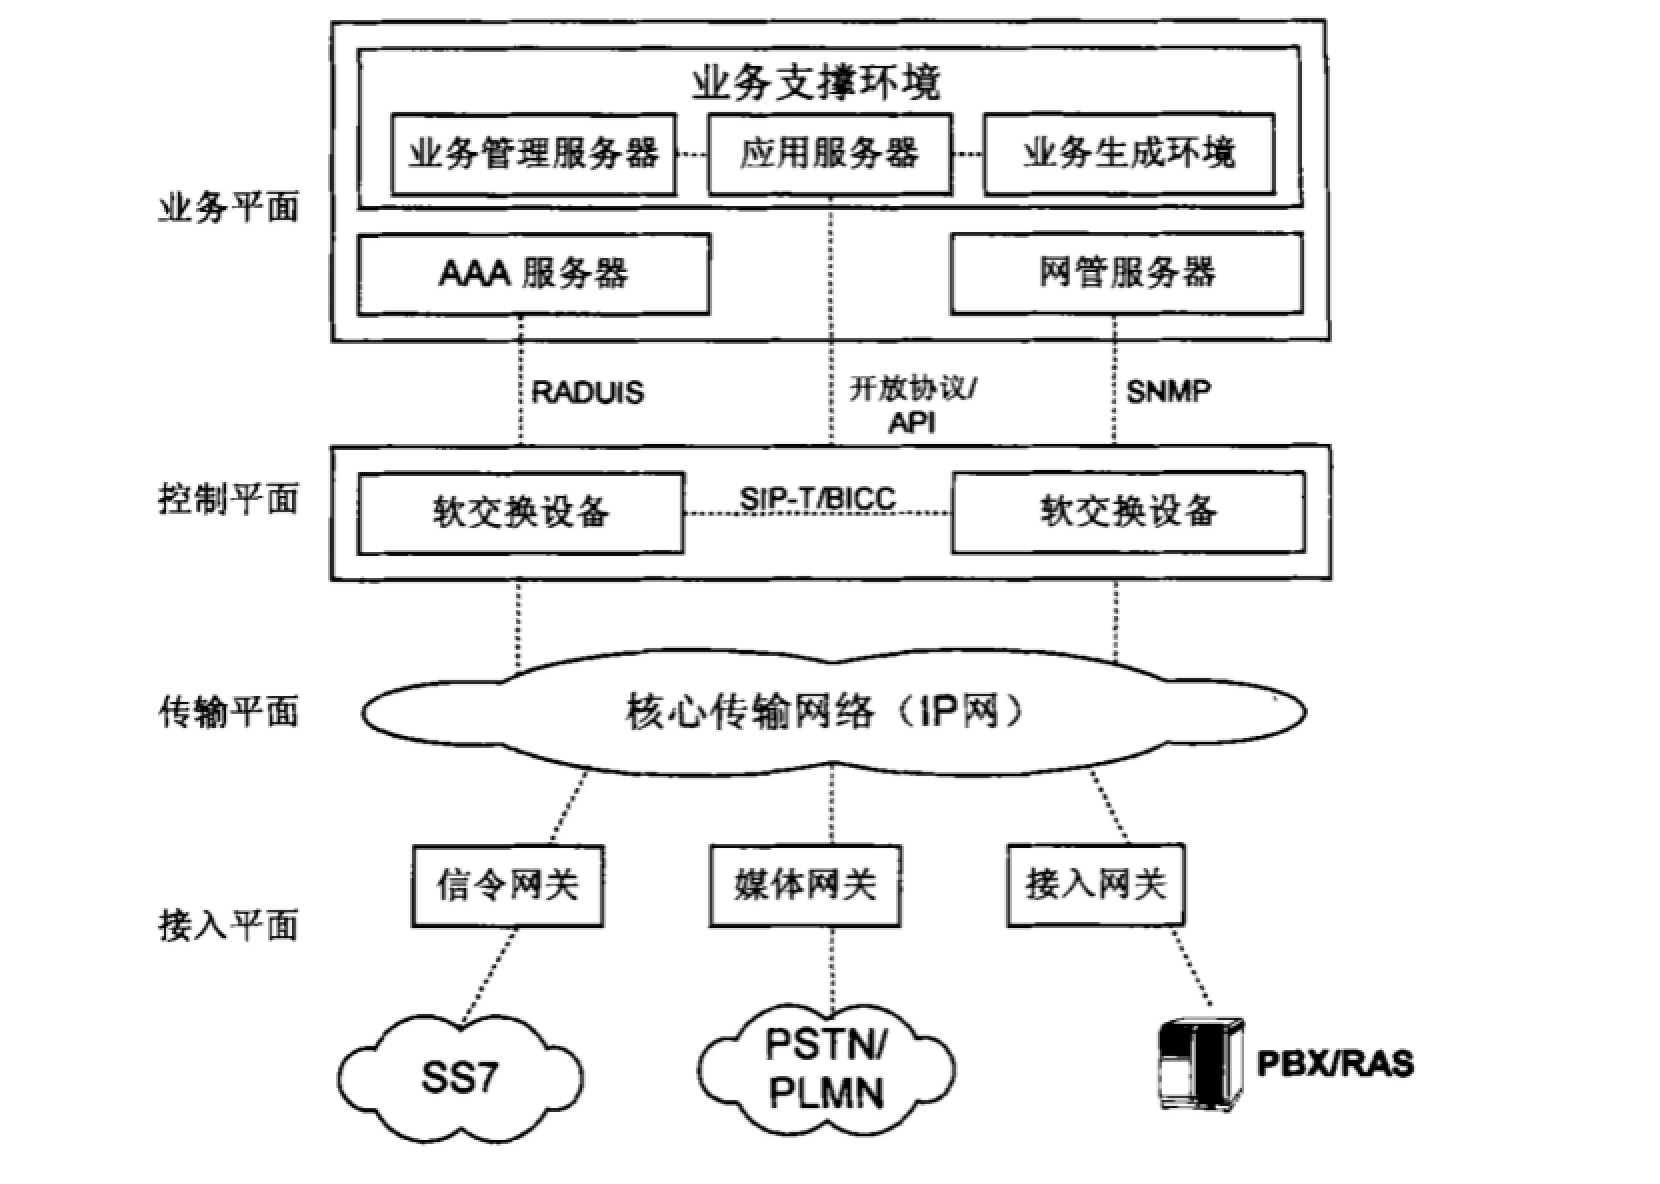 业务支撑环境
业务管理服务器
应用服务器
业务生成环境
业务平面
AAA 服务器
网管服务器
RADUIS
开放协议/
API
SNMP
控制平面
软交换设备
SIP-T/BICC
软交换设备
传输平面
核心传输网络（IP网）
信令网关
媒体网关
接入网关
接入平面
SS7
PSTN/
PLMN
PBX/RAS